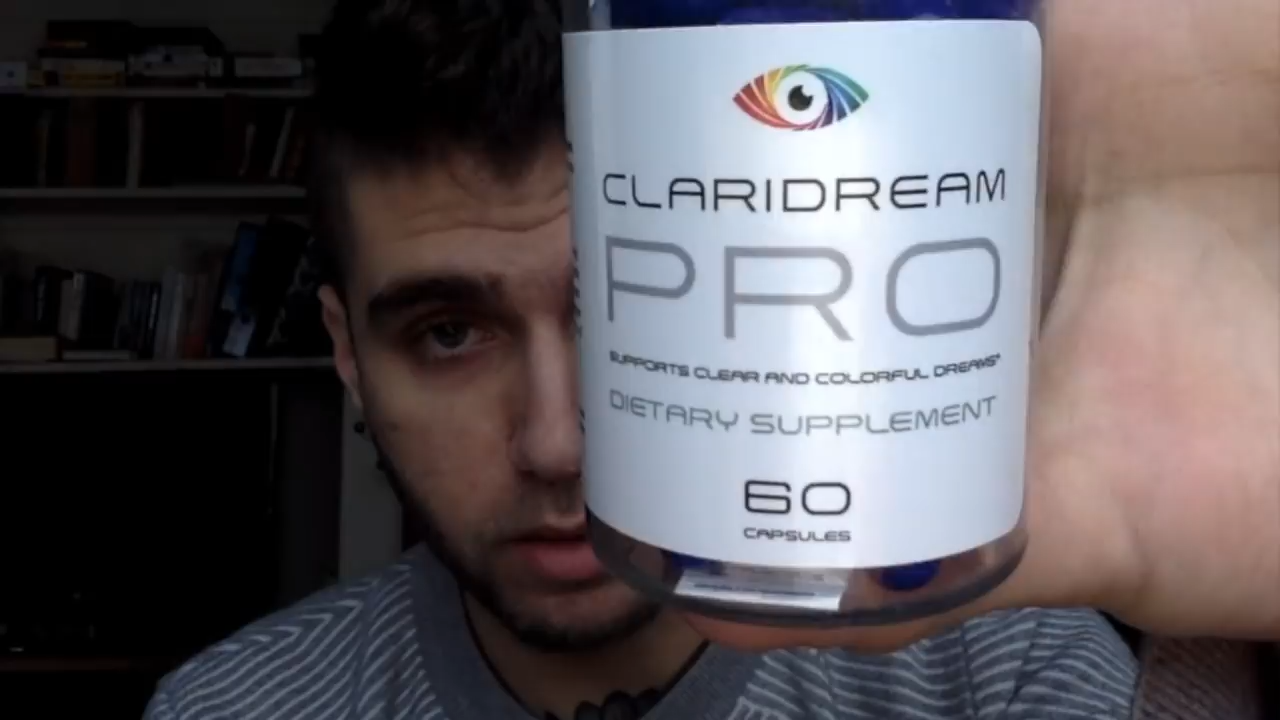 CLARIDREAM
PRO
SUPPORTS CLEAR AND COLORFUL DREAMS*
DIETARY SUPPLEMENT
60
CAPSULES